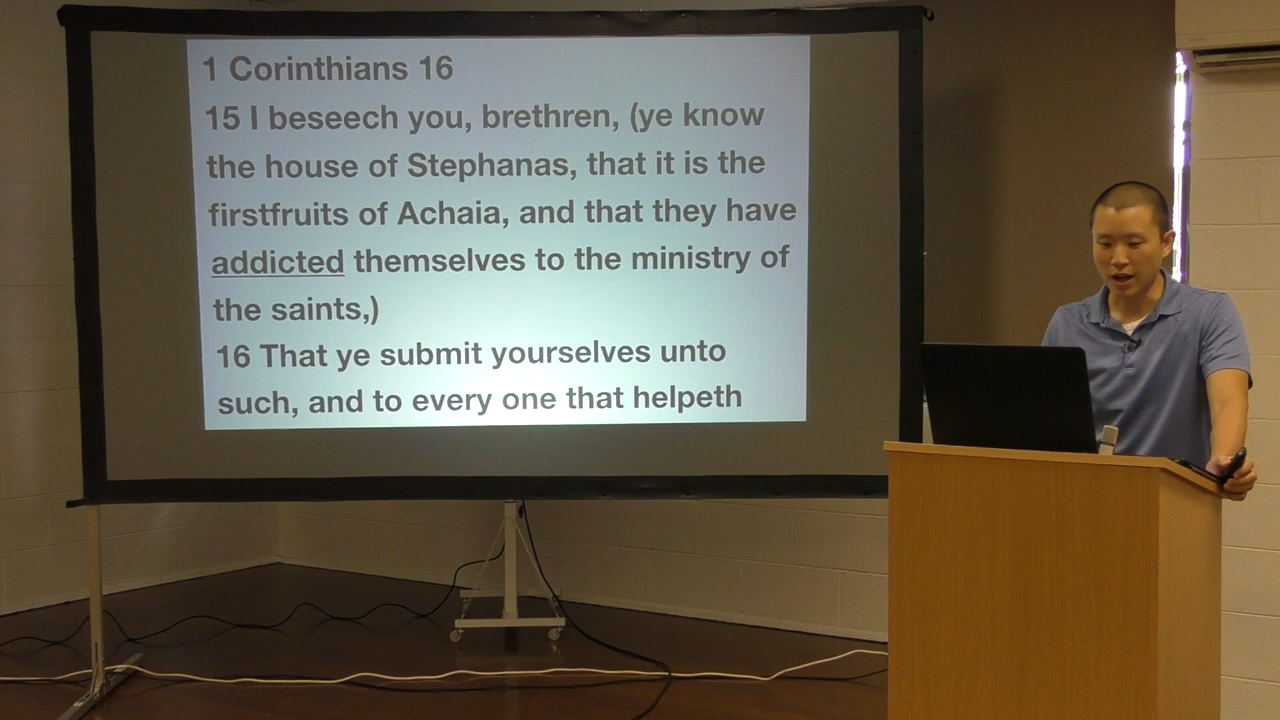 1 Corinthians 16
15 I beseech you, brethren, (ye know
the house of Stephanas, that it is the
firstfruits of Achaia, and that they have
addicted themselves to the ministry of
the saints,)
16 That ye submit yourselves unto
such, and to every one that helpeth